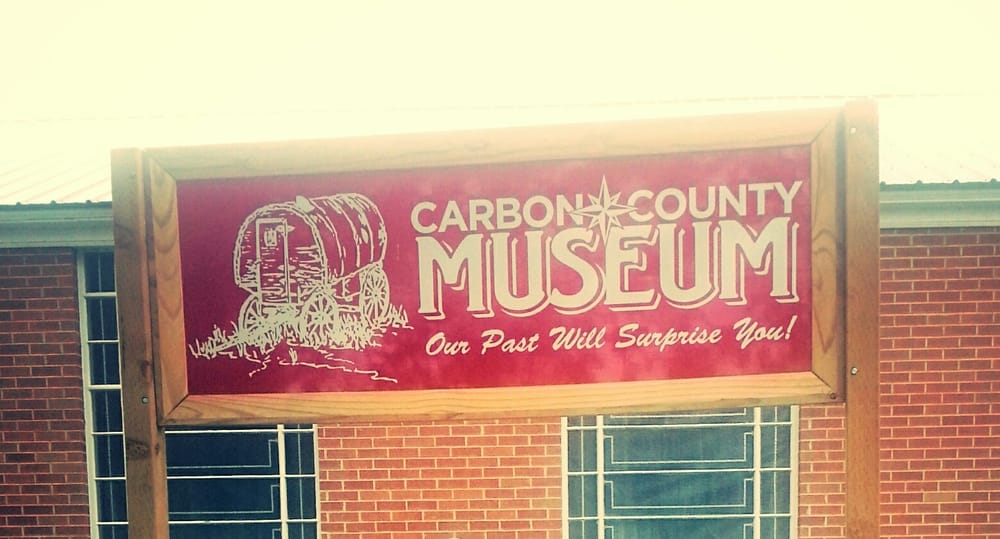 CARBON COUNTY
MUSEUM
Our Past Will Surprise You!